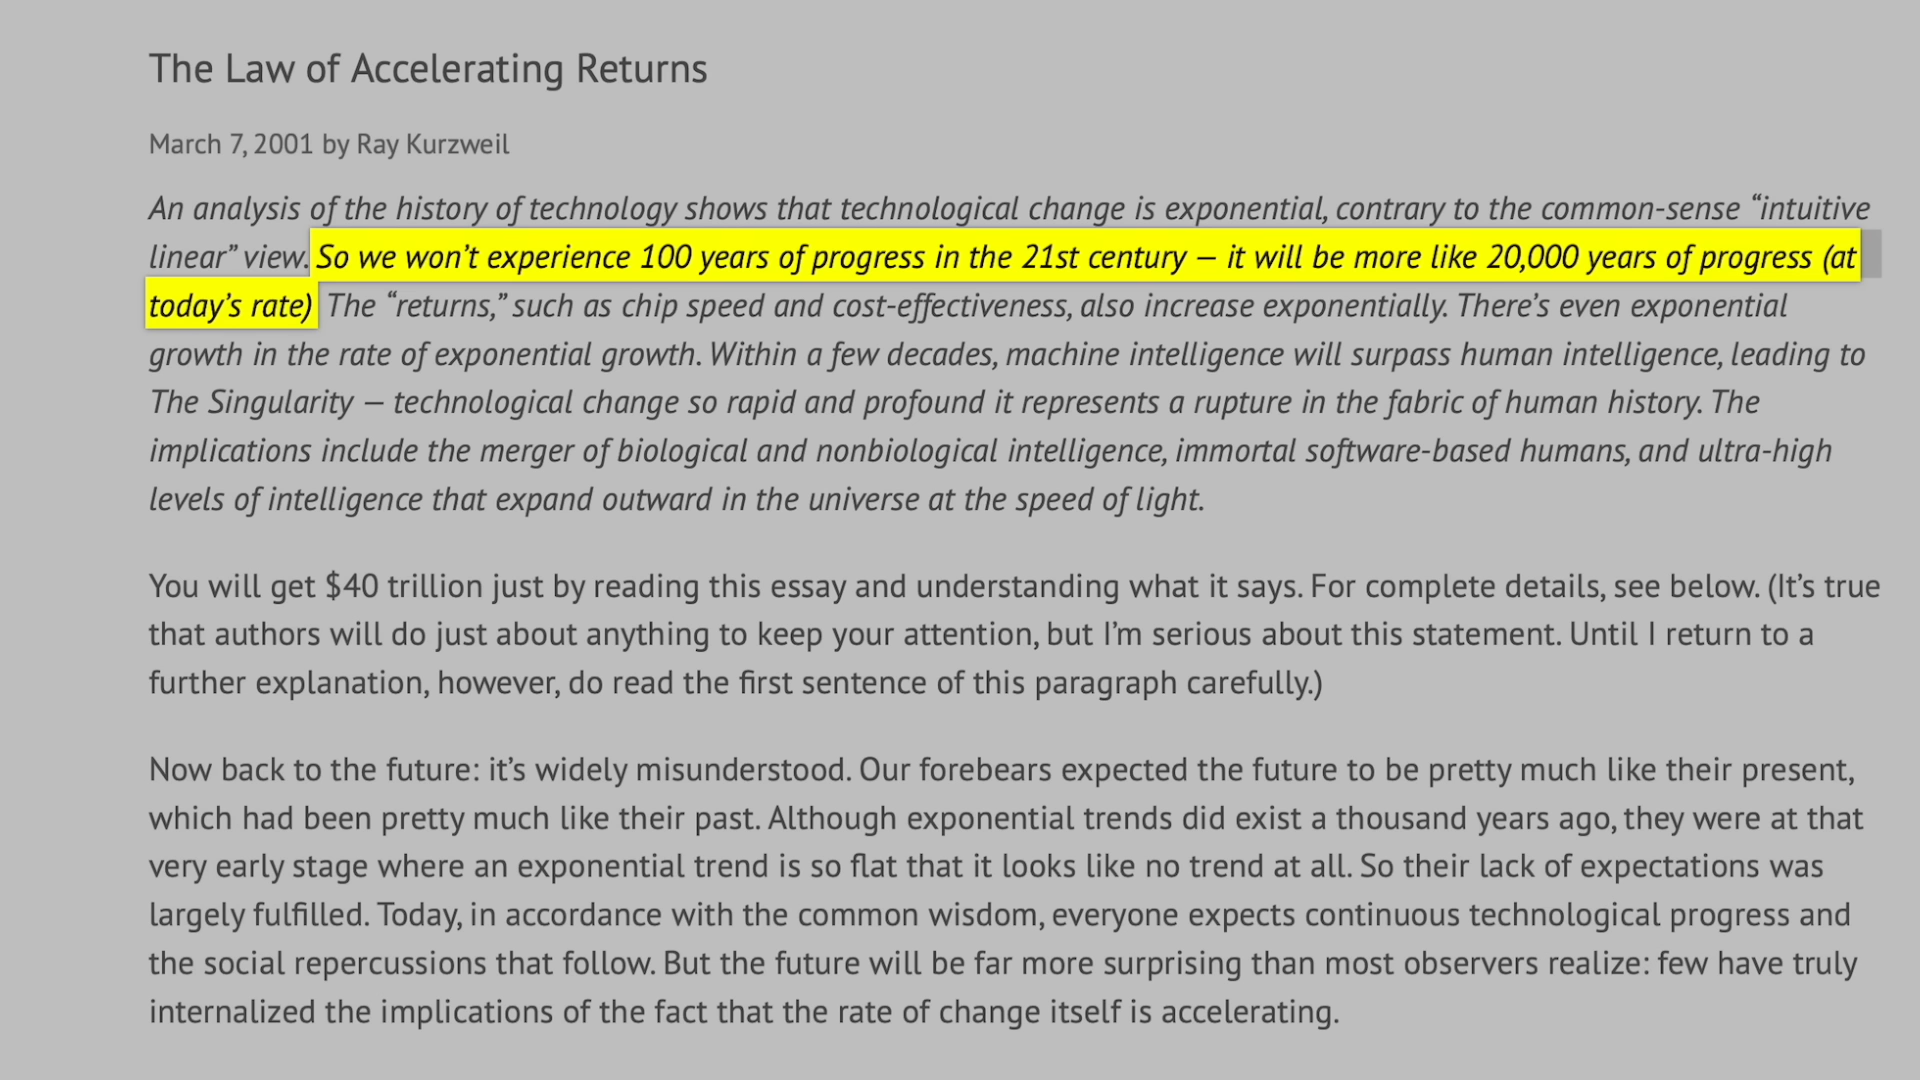 The Law of Accelerating Returns
March 7, 2001 by Ray Kurzweil
An analysis of the history of technology shows that technological change is exponential, contrary to the common-sense “intuitive
linear” view. So we won’t experience 100 years of progress in the 21st century — it will be more like 20,000 years of progress (at
today’s rate) The “returns,” such as chip speed and cost-effectiveness, also increase exponentially. There’s even exponential
growth in the rate of exponential growth. Within a few decades, machine intelligence will surpass human intelligence, leading to
The Singularity — technological change so rapid and profound it represents a rupture in the fabric of human history. The
implications include the merger of biological and nonbiological intelligence, immortal software-based humans, and ultra-high
levels of intelligence that expand outward in the universe at the speed of light.
You will get $40 trillion just by reading this essay and understanding what it says. For complete details, see below. (It’s true
that authors will do just about anything to keep your attention, but I’m serious about this statement. Until I return to a
further explanation, however, do read the first sentence of this paragraph carefully.)
Now back to the future: it’s widely misunderstood. Our forebears expected the future to be pretty much like their present,
which had been pretty much like their past. Although exponential trends did exist a thousand years ago, they were at that
very early stage where an exponential trend is so flat that it looks like no trend at all. So their lack of expectations was
largely fulfilled. Today, in accordance with the common wisdom, everyone expects continuous technological progress and
the social repercussions that follow. But the future will be far more surprising than most observers realize: few have truly
internalized the implications of the fact that the rate of change itself is accelerating.